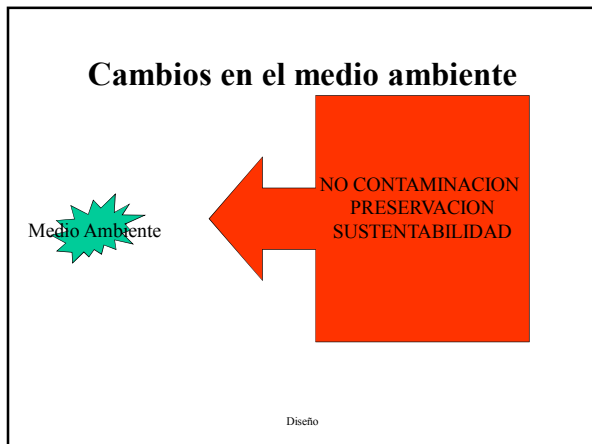 Cambios en el medio ambiente
NO CONTAMINACION
PRESERVACION
SUSTENTABILIDAD
Medio Ambiente
Diseño